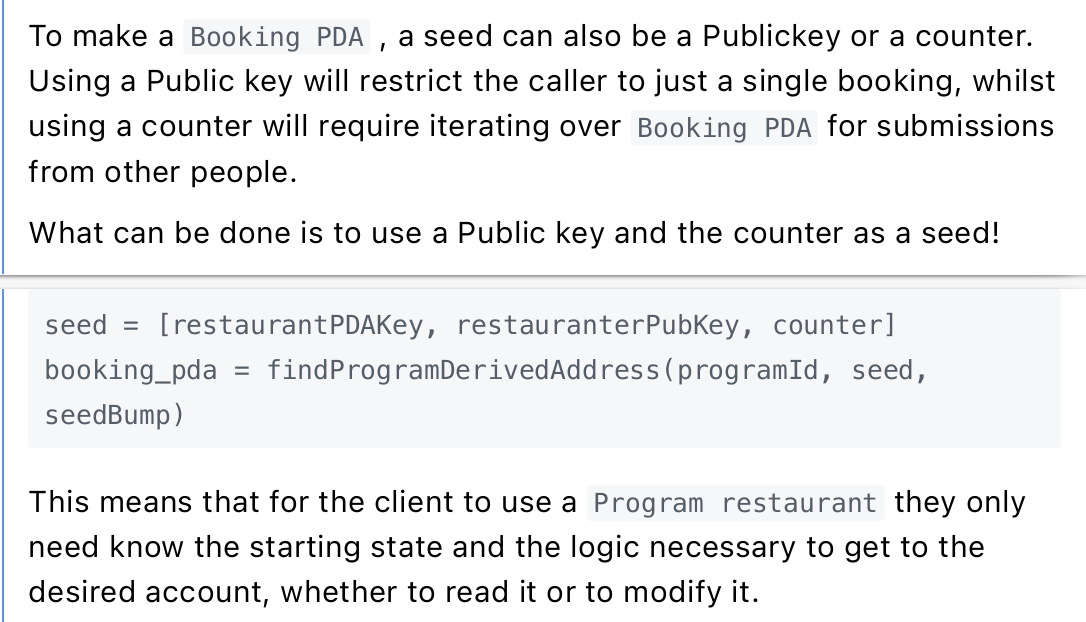 To make a Booking PDA , a seed can also be a Publickey or a counter.
Using a Public key will restrict the caller to just a single booking, whilst
using a counter will require iterating over Booking PDA for submissions
from other people.
What can be done is to use a Public key and the counter as a seed!
seed = [restaurantPDAKey, restauranterPubKey, counter]
booking_pda = findProgramDerivedAddress(programId, seed,
seedBump)
This means that for the client to use a Program restaurant they only
need know the starting state and the logic necessary to get to the
desired account, whether to read it or to modify it.